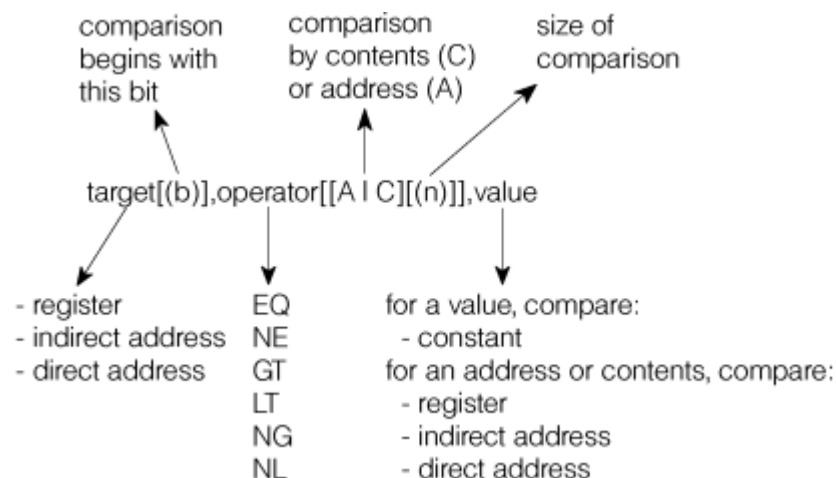 comparison
begins with
this bit
comparison
by contents (C)
or address (A)
size of
comparison
target[(b)],operator[[A | C][(n)]],value
- register
- indirect address
- direct address
EQ
NE
GT
LT
NG
NL
for a value, compare:
- constant
for an address or contents, compare:
- register
- indirect address
- direct address